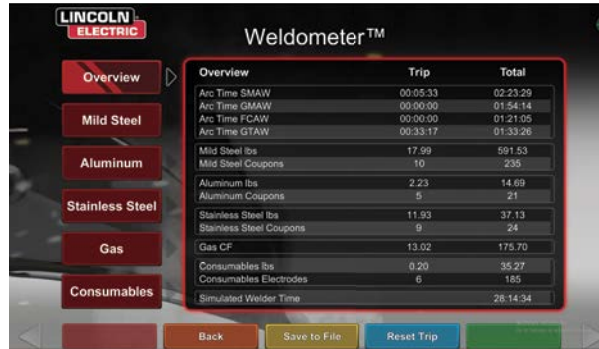 LINCOLN
ELECTRIC
Weldometer™
Overview
Mild Steel
Aluminum
Stainless Steel
Gas
Consumables
Overview Trip Total
Arc Time SMAW 00:05:33 02:23:29
Arc Time GMAW 00:00:00 01:54:14
Arc Time FCAW 00:00:00 01:21:05
Arc Time GTAW 00:33:17 01:33:26
Mild Steel lbs 17.99 591.53
Mild Steel Coupons 10 235
Aluminum lbs 2.23 14.69
Aluminum Coupons 5 21
Stainless Steel lbs 11.93 37.13
Stainless Steel Coupons 9 24
Gas CF 13.02 175.70
Consumables lbs 0.20 35.27
Consumables Electrodes 6 185
Simulated Welder Time 28:14:34
Back Save to File Reset Trip